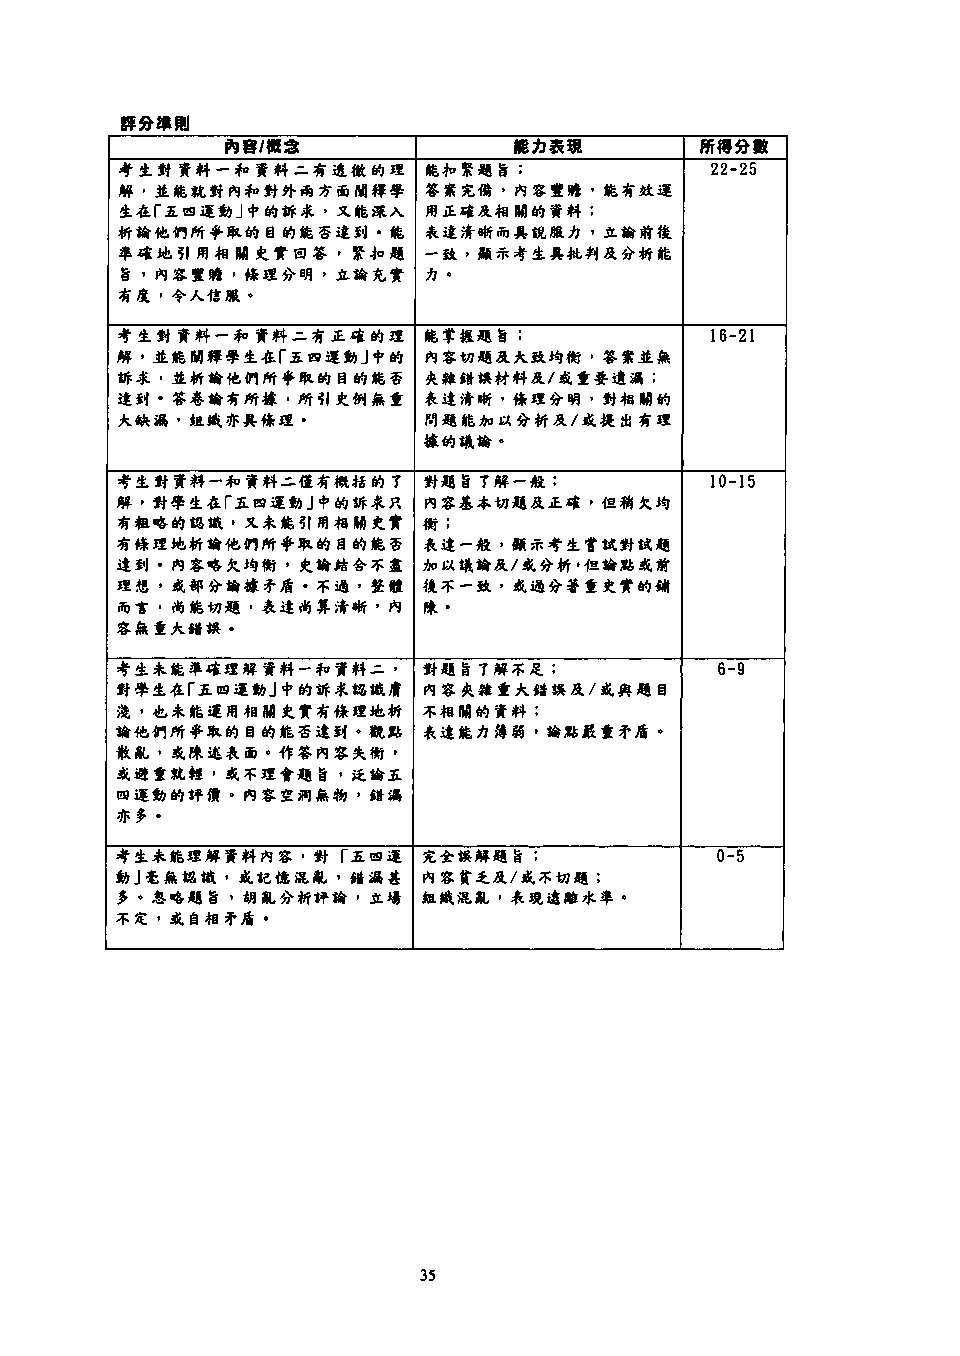 評分準則
內容/概念
能力表現
所得分數
考生對資料一和資料二有透徹的理
解，並能就對內和對外兩方面闡釋學
生在「五四運動」中的訴求，又能深入
析論他們所爭取的目的能否達到。能
準確地引用相關史實回答，緊扣題
旨，內容豐贍，條理分明，立論充實
有度，令人信服。
能扣緊題旨；
答案完備，內容豐贍，能有效運
用正確及相關的資料；
表達清晰而具說服力，立論前後
一致，顯示考生具批判及分析能
力。
22-25
考生對資料一和資料二有正確的理
解，並能闡釋學生在「五四運動」中的
訴求，並析論他們所爭取的目的能否
達到。答卷論有所據，所引史例無重
大缺漏，組織亦具條理。
能掌握題旨；
內容切題及大致均衡，答案並無
夾雜錯誤材料及/或重要遺漏；
表達清晰，條理分明，對相關的
問題能加以分析及/或提出有理
據的議論。
16-21
考生對資料一和資料二僅有概括的了
解，對學生在「五四運動」中的訴求只
有粗略的認識，又未能引用相關史實
有條理地析論他們所爭取的目的能否
達到。內容略欠均衡，史論結合不盡
理想，或部分論據矛盾。不過，整體
而言，尚能切題，表達尚算清晰，內
容無重大錯誤。
對題旨了解一般；
內容基本切題及正確，但稍欠均
衡；
表達一般，顯示考生嘗試對試題
加以議論及/或分析，但論點或前
後不一致，或過分著重史實的鋪
陳。
10-15
考生未能準確理解資料一和資料二，
對學生在「五四運動」中的訴求認識膚
淺，也未能運用相關史實有條理地析
論他們所爭取的目的能否達到。觀點
散亂，或陳述表面。作答內容失衡，
或避重就輕，或不理會題旨，泛論五
四運動的評價。內容空洞無物，錯漏
亦多。
對題旨了解不足；
內容夾雜重大錯誤及/或與題目
不相關的資料；
表達能力薄弱，論點嚴重矛盾。
6-9
考生未能理解資料內容，對「五四運
動」毫無認識，或記憶混亂，錯漏甚
多。忽略題旨，胡亂分析評論，立場
不定，或自相矛盾。
完全誤解題旨；
內容貧乏及/或不切題；
組織混亂，表現遠離水準。
0-5
35